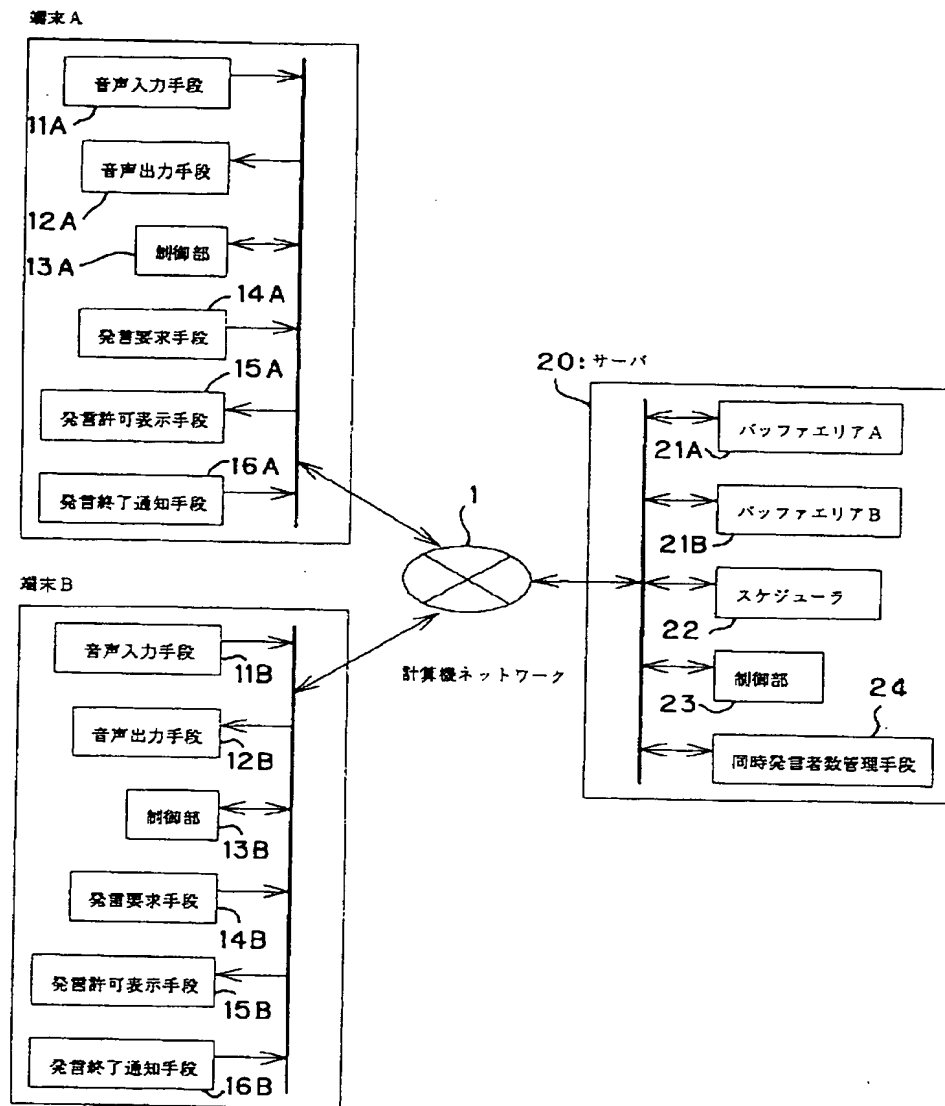 端末A
音声入力手段
11A
音声出力手段
12A
制御部
13A
14A
発言要求手段
15A
発言許可表示手段
16A
発言終了通知手段
端末B
音声入力手段
11B
音声出力手段
12B
制御部
13B
発言要求手段
14B
発言許可表示手段
15B
発言終了通知手段
16B
1
計算機ネットワーク
20:サーバ
バッファエリアA
21A
バッファエリアB
21B
スケジューラ
22
制御部
23
24
同時発言者数管理手段